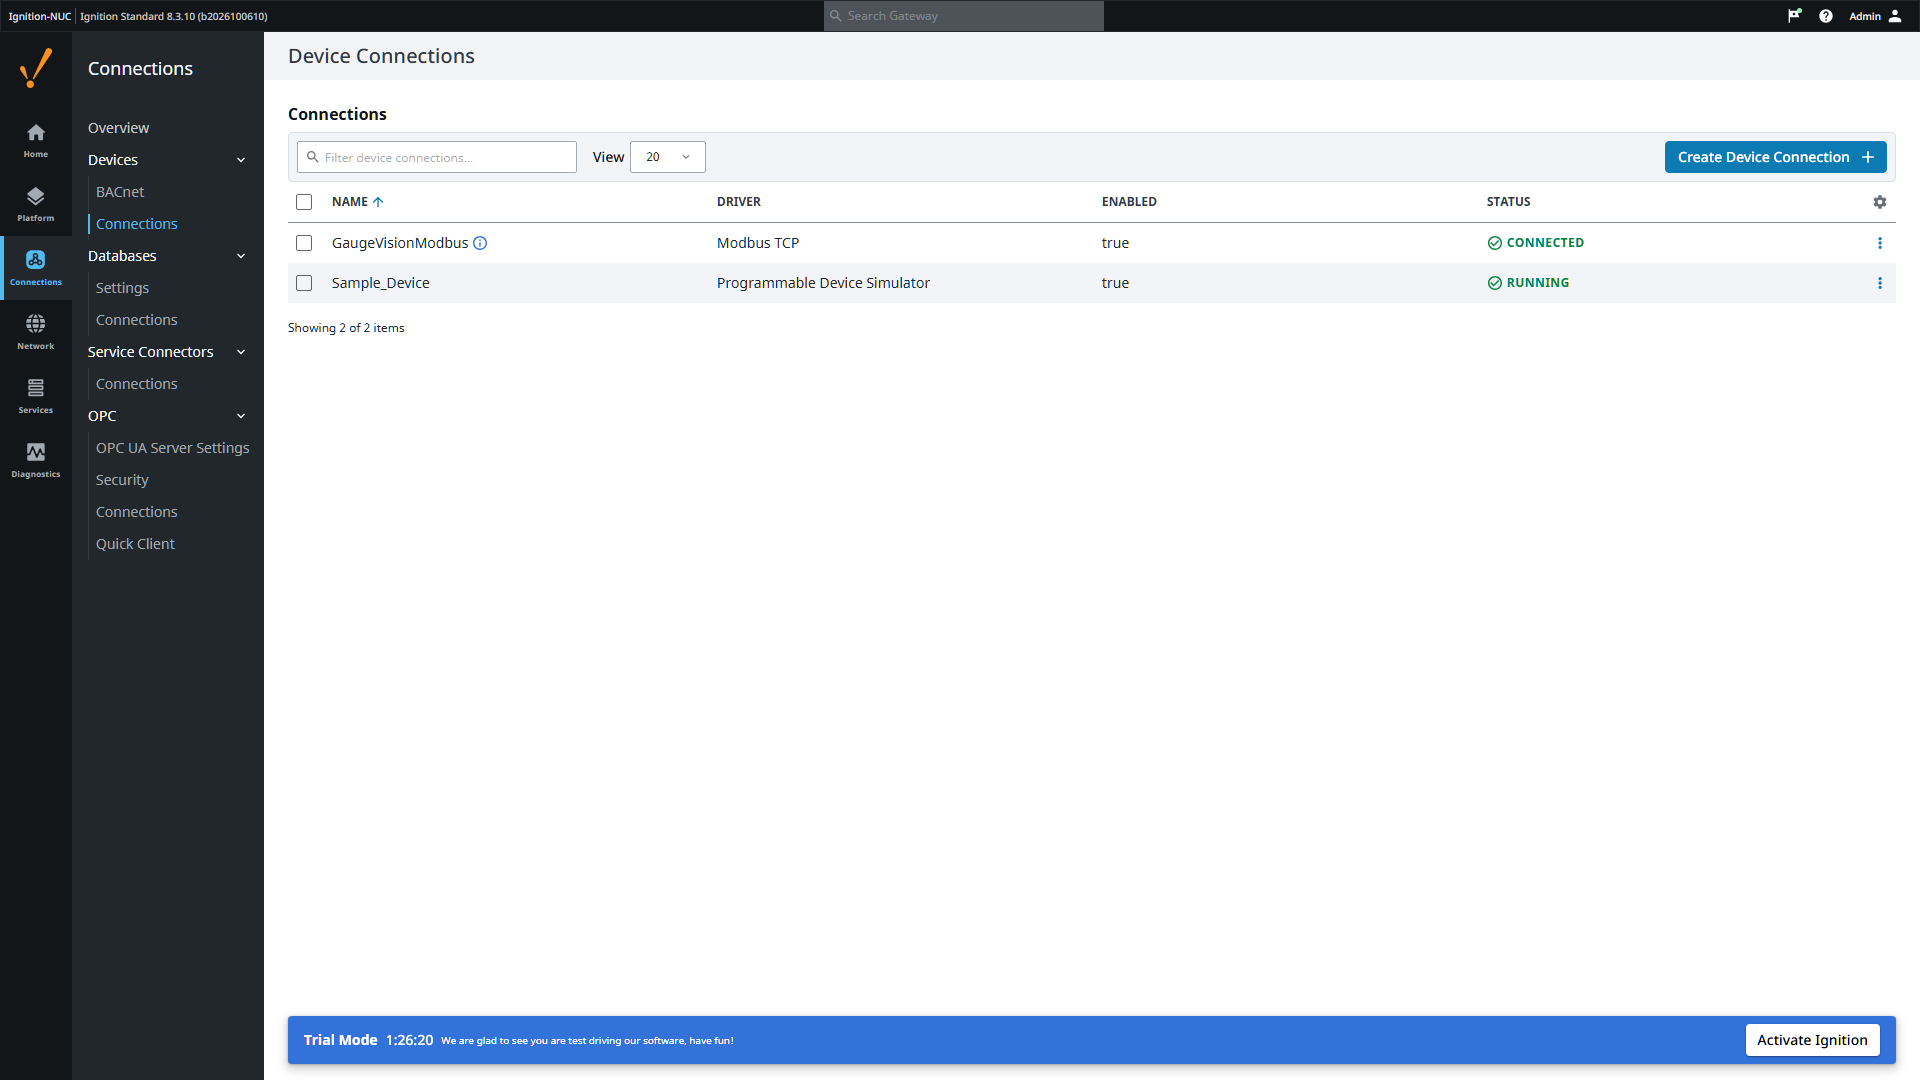 Ignition-NUC
Ignition Standard 8.3.10 (b2026100610)
Search Gateway
Admin
Home
Platform
Connections
Network
Services
Diagnostics
Connections
Overview
Devices
BACnet
Connections
Databases
Settings
Connections
Service Connectors
Connections
OPC
OPC UA Server Settings
Security
Connections
Quick Client
Device Connections
Connections
Filter device connections...
View 20
Create Device Connection
NAME DRIVER ENABLED STATUS
GaugeVisionModbus Modbus TCP true CONNECTED
Sample_Device Programmable Device Simulator true RUNNING
Showing 2 of 2 items
Trial Mode 1:26:20 We are glad to see you are test driving our software, have fun!
Activate Ignition